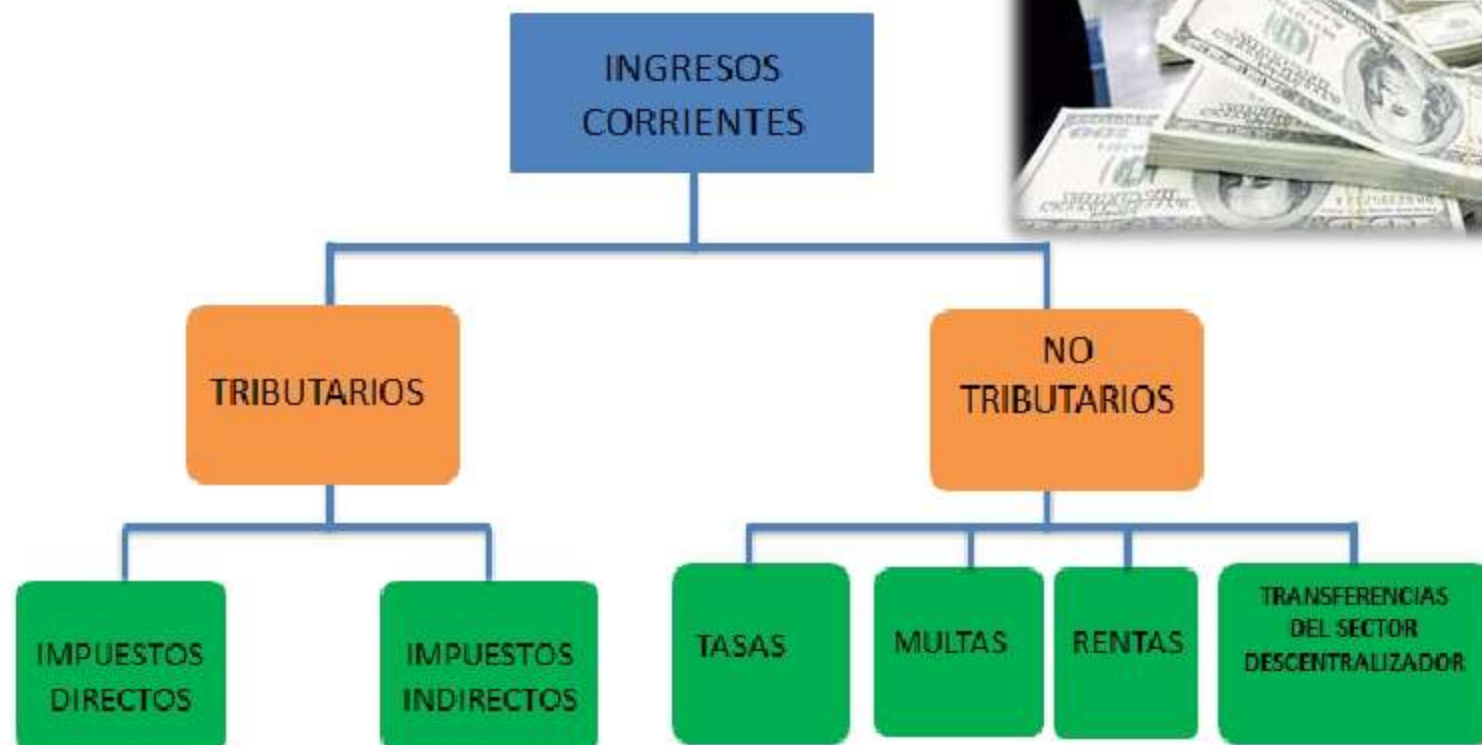 INGRESOS
CORRIENTES
TRIBUTARIOS
NO
TRIBUTARIOS
IMPUESTOS
DIRECTOS
IMPUESTOS
INDIRECTOS
TASAS
MULTAS
RENTAS
TRANSFERENCIAS
DEL SECTOR
DESCENTRALIZADOR